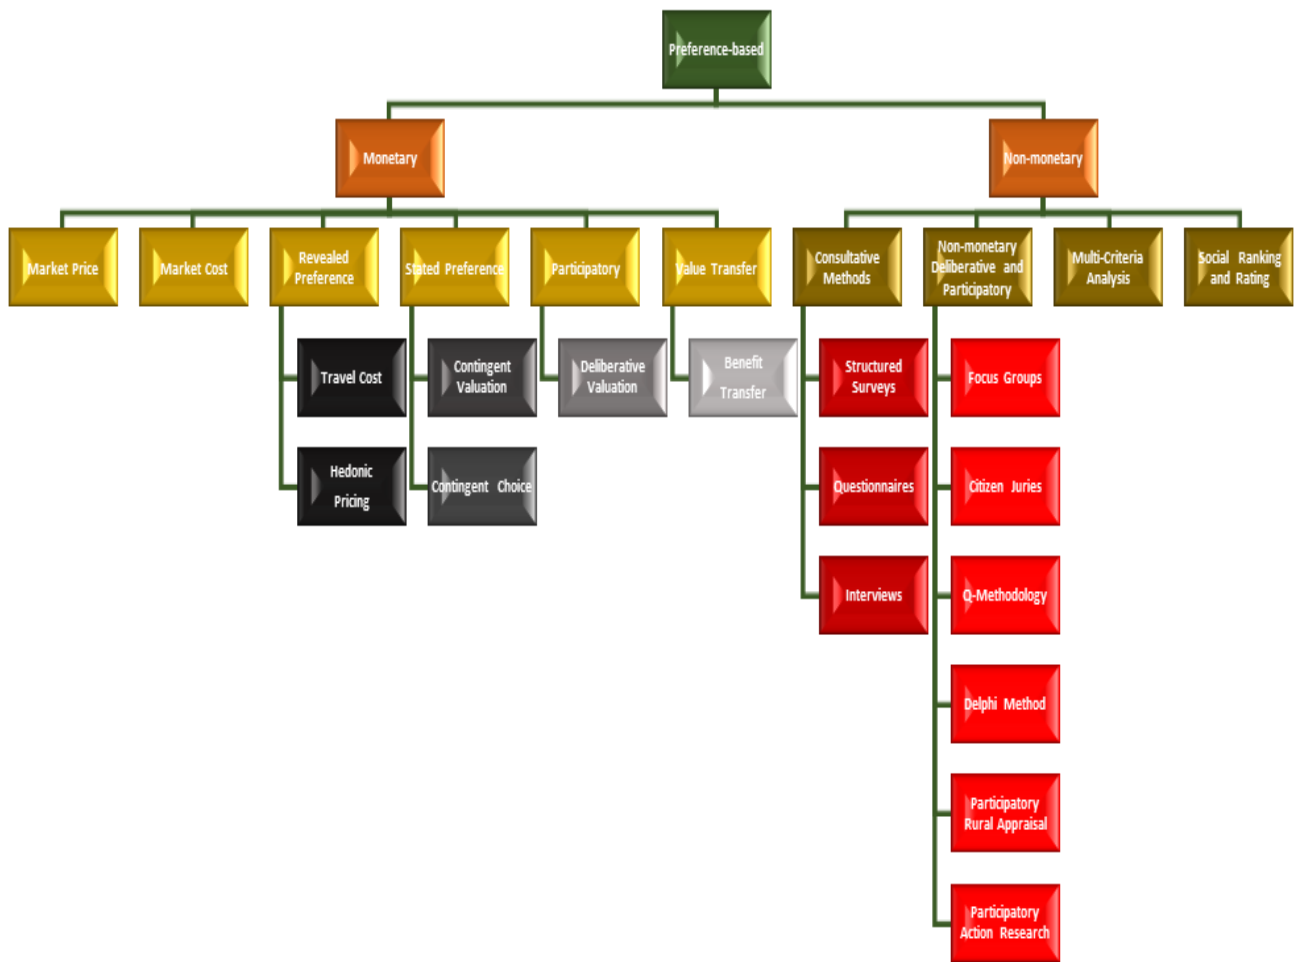 Preference-based
Monetary
Non-monetary
Market Price
Market Cost
Revealed
Preference
Stated Preference
Participatory
Value Transfer
Consultative
Methods
Non-monetary
Deliberative and
Participatory
Multi-Criteria
Analysis
Social Ranking
and Rating
Travel Cost
Contingent
Valuation
Deliberative
Valuation
Benefit
Transfer
Structured
Surveys
Focus Groups
Hedonic
Pricing
Contingent Choice
Questionnaires
Citizen Juries
Interviews
Q-Methodology
Delphi Method
Participatory
Rural Appraisal
Participatory
Action Research